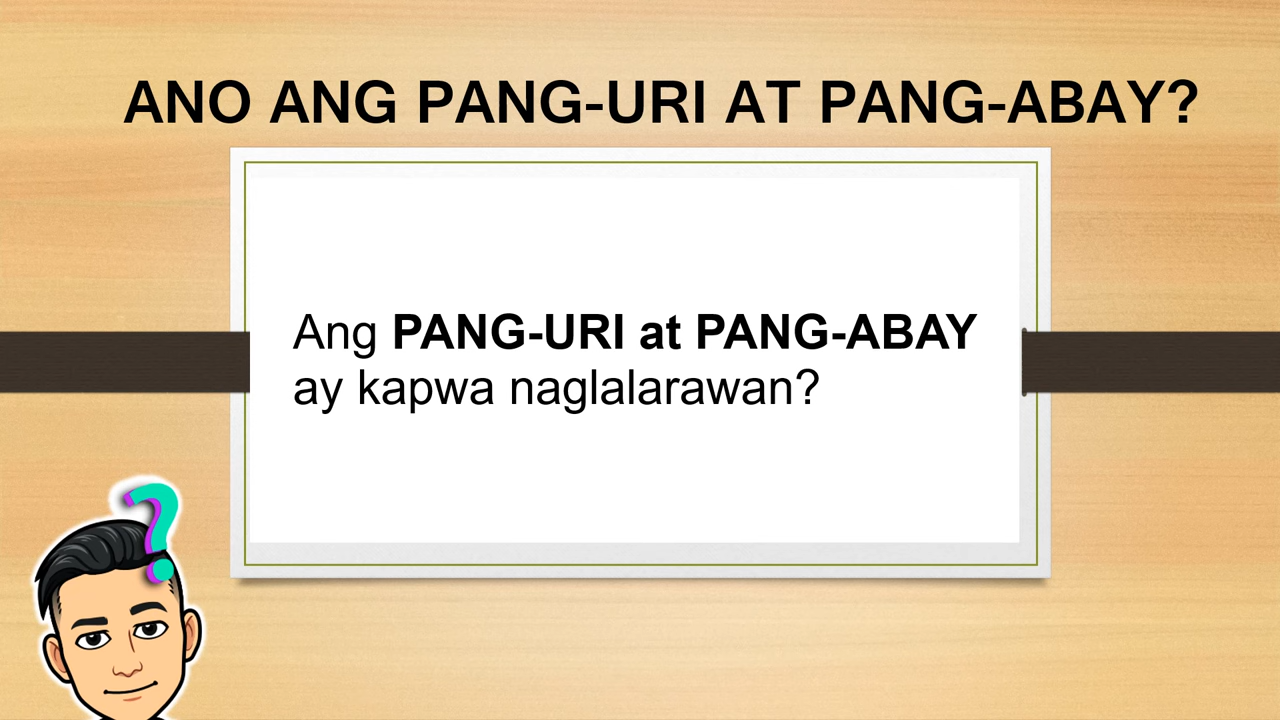 ANO ANG PANG-URI AT PANG-ABAY?
Ang PANG-URI at PANG-ABAY
ay kapwa naglalarawan?
?